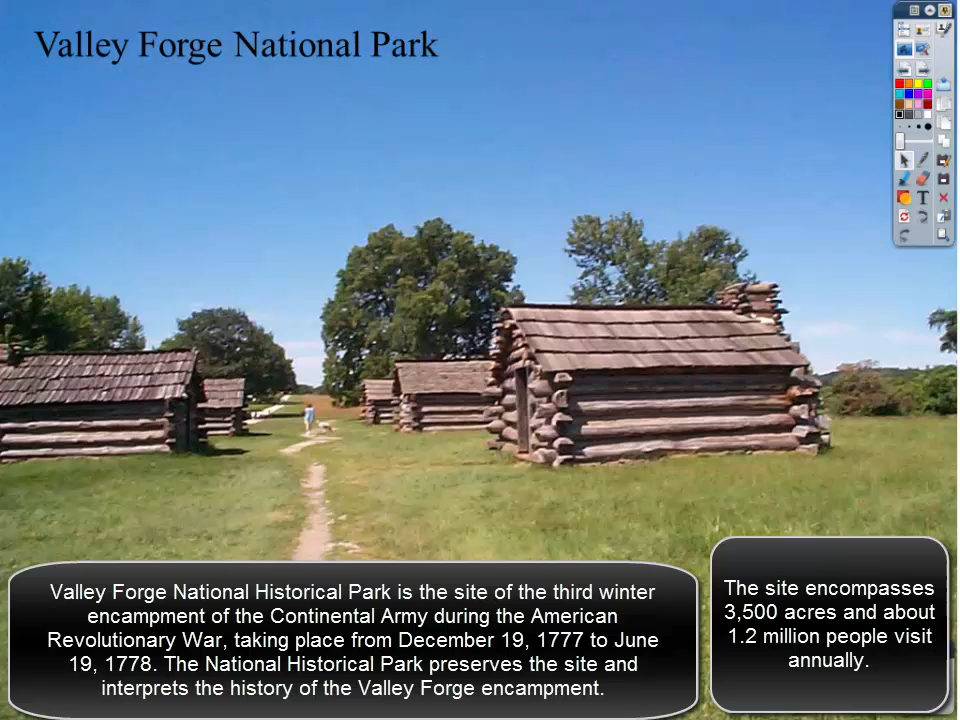 Valley Forge National Park
Valley Forge National Historical Park is the site of the third winter
encampment of the Continental Army during the American
Revolutionary War, taking place from December 19, 1777 to June
19, 1778. The National Historical Park preserves the site and
interprets the history of the Valley Forge encampment.
The site encompasses
3,500 acres and about
1.2 million people visit
annually.